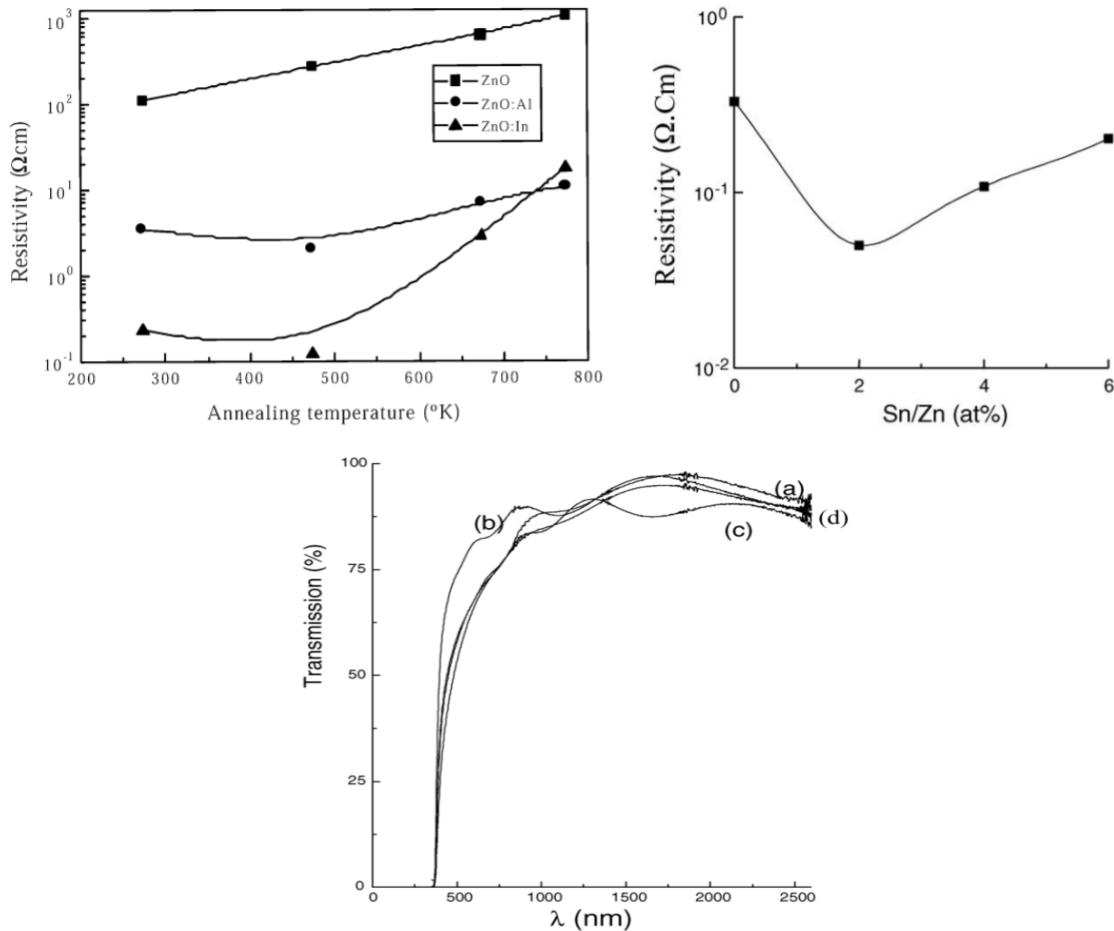 10³
10²
10¹
10⁰
10⁻¹
Resistivity (Ωcm)
ZnO
ZnO:Al
ZnO:In
200 300 400 500 600 700 800
Annealing temperature (ºK)
10⁰
10⁻¹
10⁻²
Resistivity (Ω.Cm)
0 2 4 6
Sn/Zn (at%)
100
75
50
25
0
Transmission (%)
(a)
(b)
(c)
(d)
0 500 1000 1500 2000 2500
λ (nm)